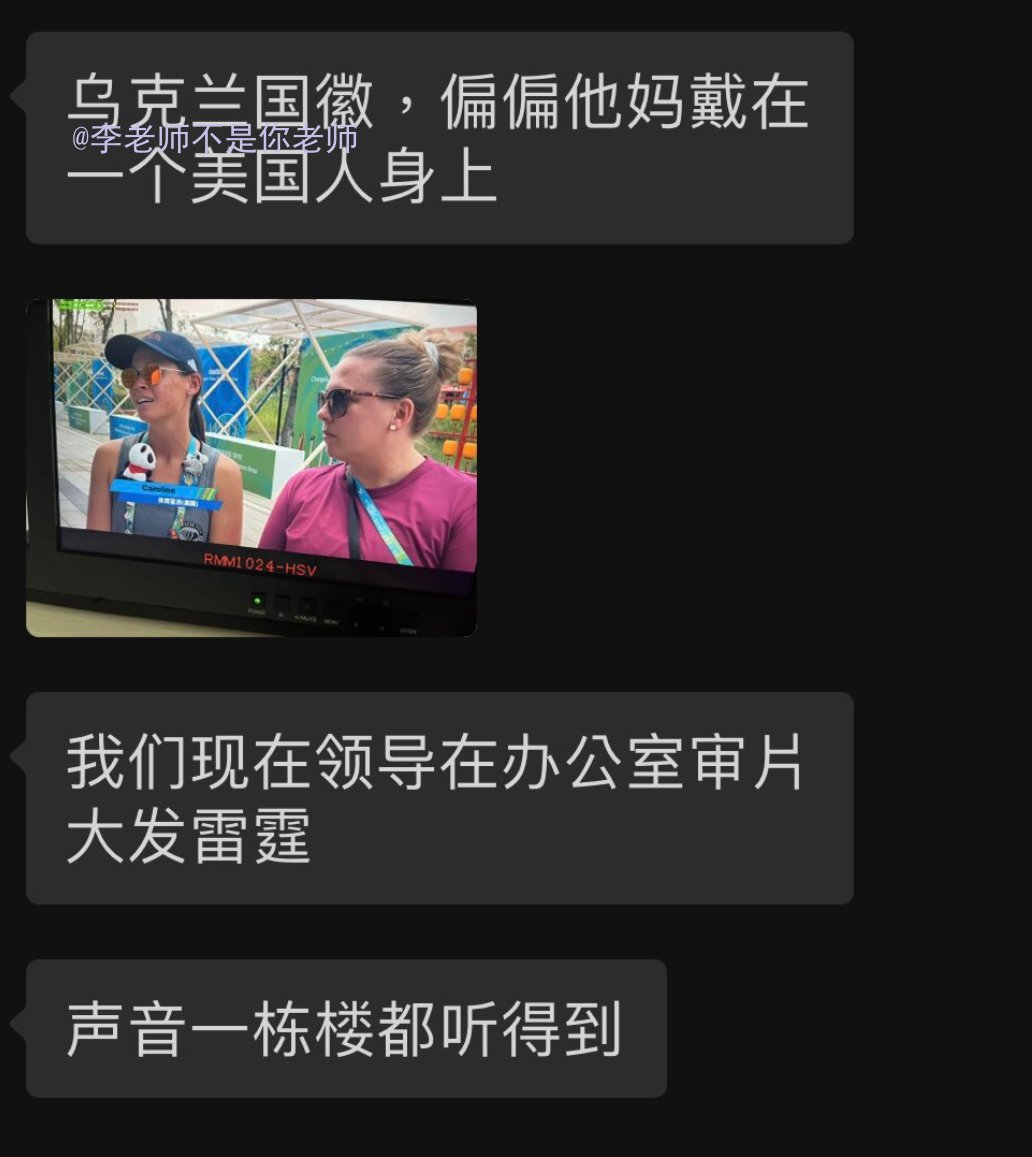 乌克兰国徽，偏偏他妈戴在
@李老师不是你老师
一个美国人身上
Caroline
RMM1024-HSV
POWER
MENU
ENTER
我们现在领导在办公室审片
大发雷霆
声音一栋楼都听得到